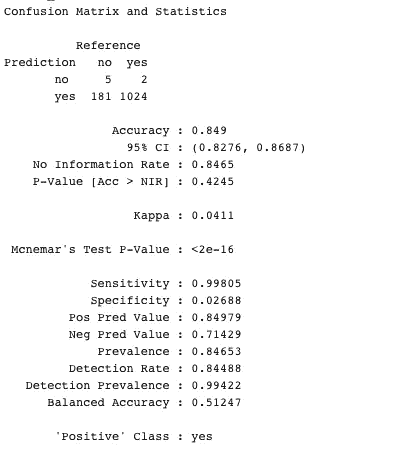 Confusion Matrix and Statistics
Reference
Prediction no yes
no 5 2
yes 181 1024
Accuracy : 0.849
95% CI : (0.8276, 0.8687)
No Information Rate : 0.8465
P-Value [Acc > NIR] : 0.4245
Kappa : 0.0411
Mcnemar's Test P-Value : <2e-16
Sensitivity : 0.99805
Specificity : 0.02688
Pos Pred Value : 0.84979
Neg Pred Value : 0.71429
Prevalence : 0.84653
Detection Rate : 0.84488
Detection Prevalence : 0.99422
Balanced Accuracy : 0.51247
'Positive' Class : yes